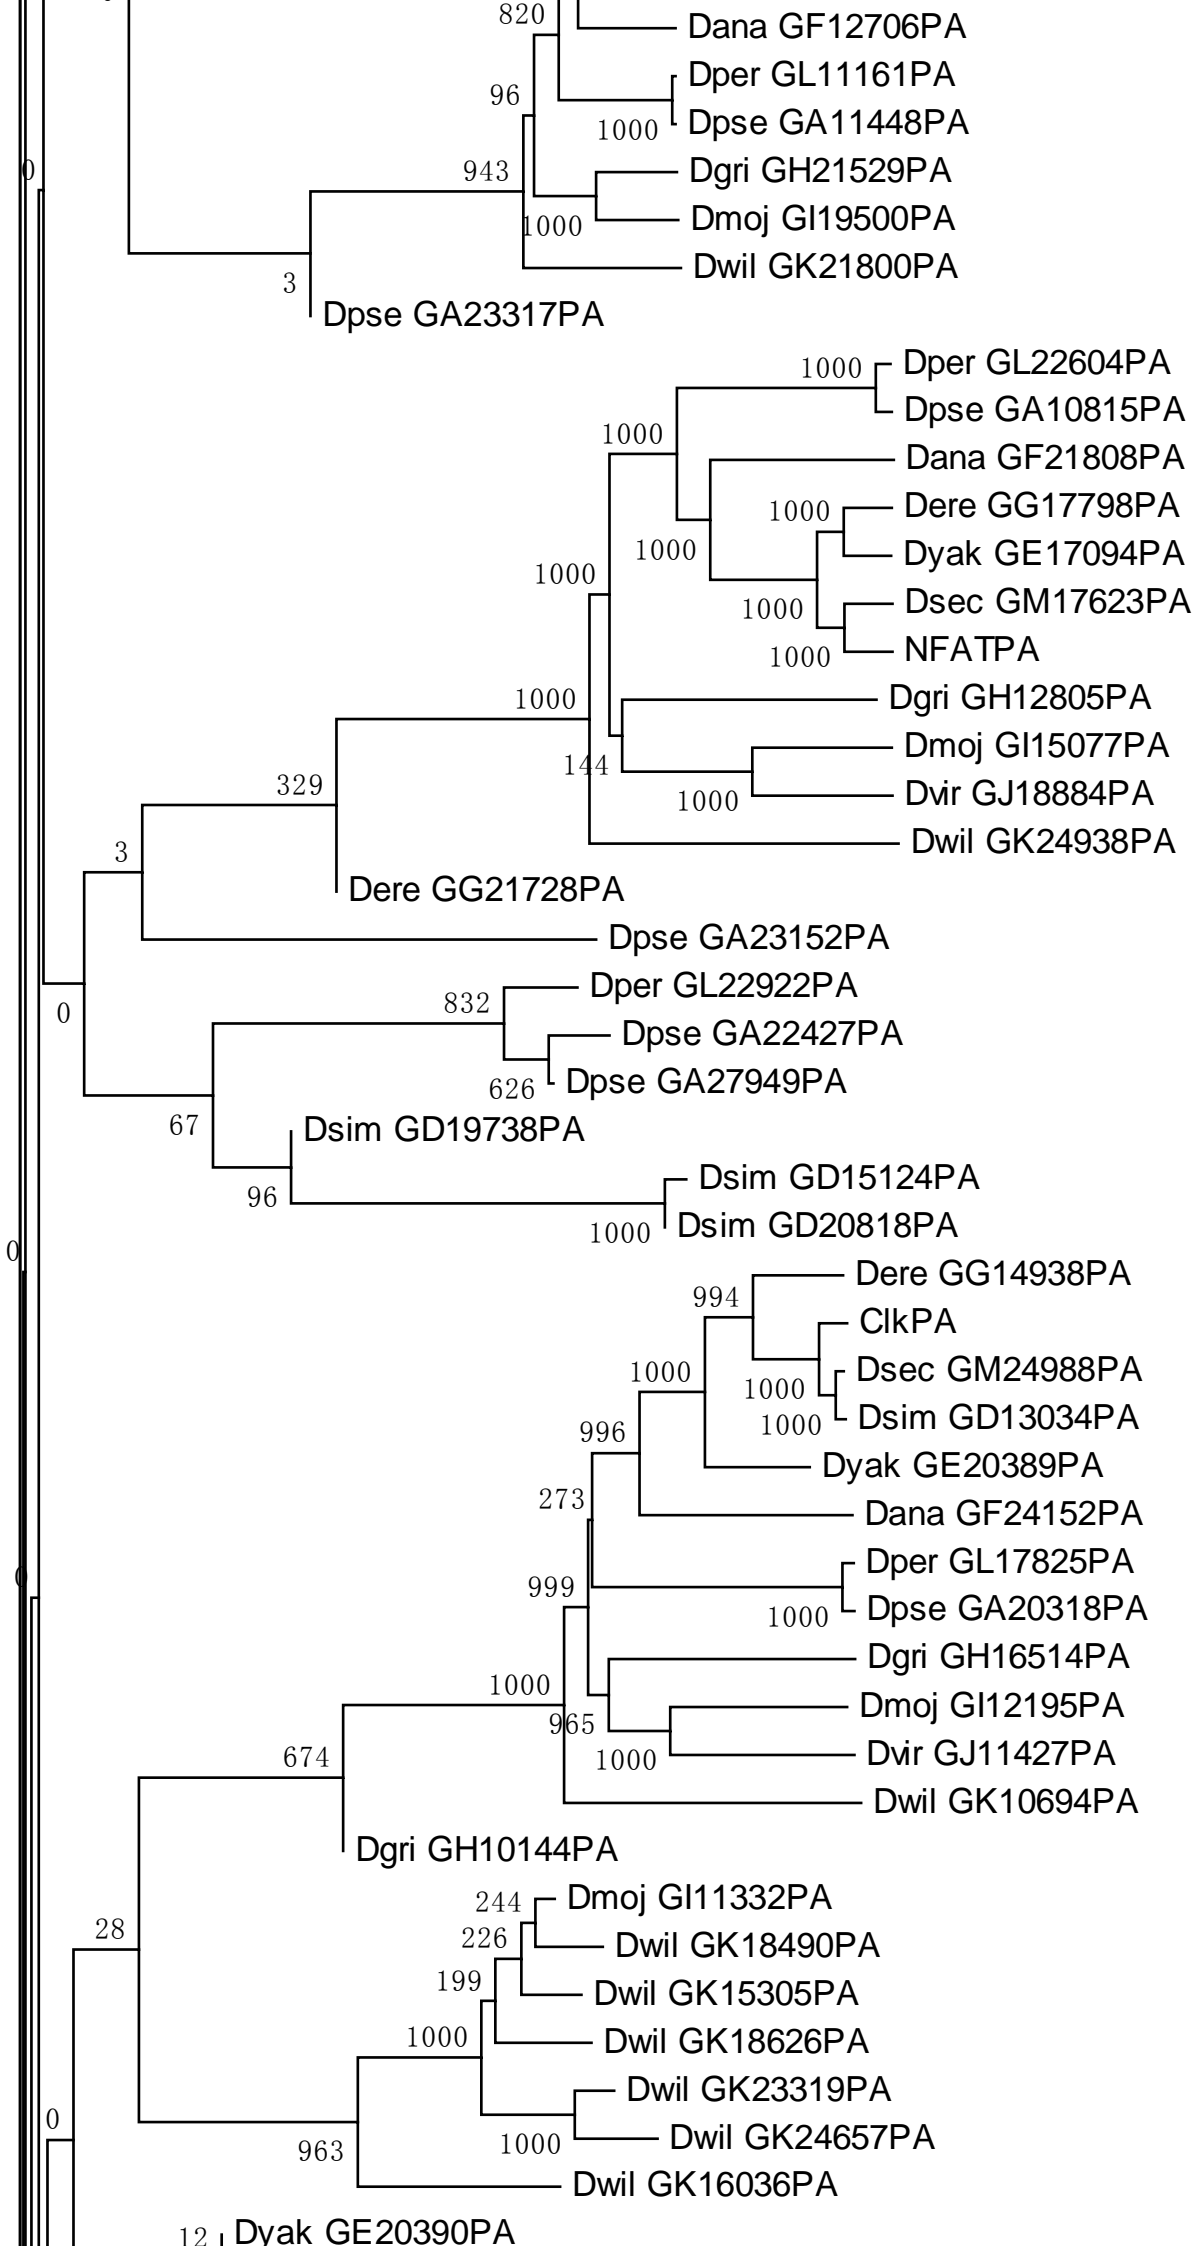 820
Dana GF12706PA
Dper GL11161PA
96
1000
Dpse GA11448PA
943
Dgri GH21529PA
0
1000
Dmoj GI19500PA
Dwil GK21800PA
3
Dpse GA23317PA
1000
Dper GL22604PA
Dpse GA10815PA
1000
Dana GF21808PA
1000
Dere GG17798PA
1000
Dyak GE17094PA
1000
1000
Dsec GM17623PA
1000
NFATPA
1000
Dgri GH12805PA
144
Dmoj GI15077PA
329
1000
Dvir GJ18884PA
3
Dwil GK24938PA
Dere GG21728PA
Dpse GA23152PA
832
Dper GL22922PA
0
Dpse GA22427PA
626
Dpse GA27949PA
67
Dsim GD19738PA
96
Dsim GD15124PA
1000
Dsim GD20818PA
0
Dere GG14938PA
994
ClkPA
1000
1000
Dsec GM24988PA
1000
Dsim GD13034PA
996
Dyak GE20389PA
273
Dana GF24152PA
0
Dper GL17825PA
999
1000
Dpse GA20318PA
1000
Dgri GH16514PA
965
Dmoj GI12195PA
674
1000
Dvir GJ11427PA
Dwil GK10694PA
Dgri GH10144PA
244
Dmoj GI11332PA
28
226
Dwil GK18490PA
199
Dwil GK15305PA
1000
Dwil GK18626PA
0
Dwil GK23319PA
963
1000
Dwil GK24657PA
Dwil GK16036PA
12
Dyak GE20390PA